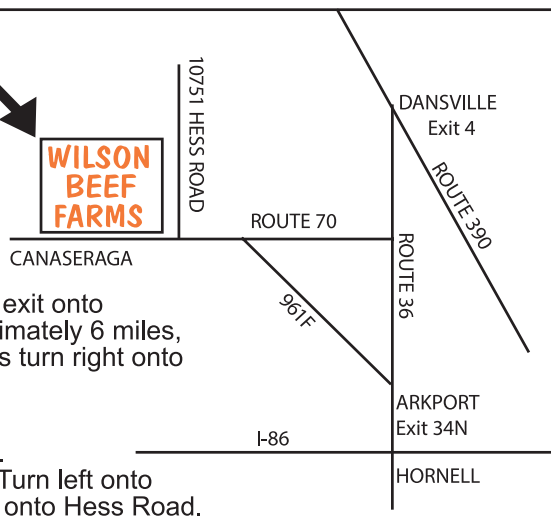 WILSON
BEEF
FARMS
10751 HESS ROAD
DANSVILLE
Exit 4
ROUTE 390
ROUTE 70
ROUTE 36
CANASERAGA
961F
exit onto
imately 6 miles,
s turn right onto
ARKPORT
Exit 34N
I-86
HORNELL
Turn left onto
onto Hess Road.